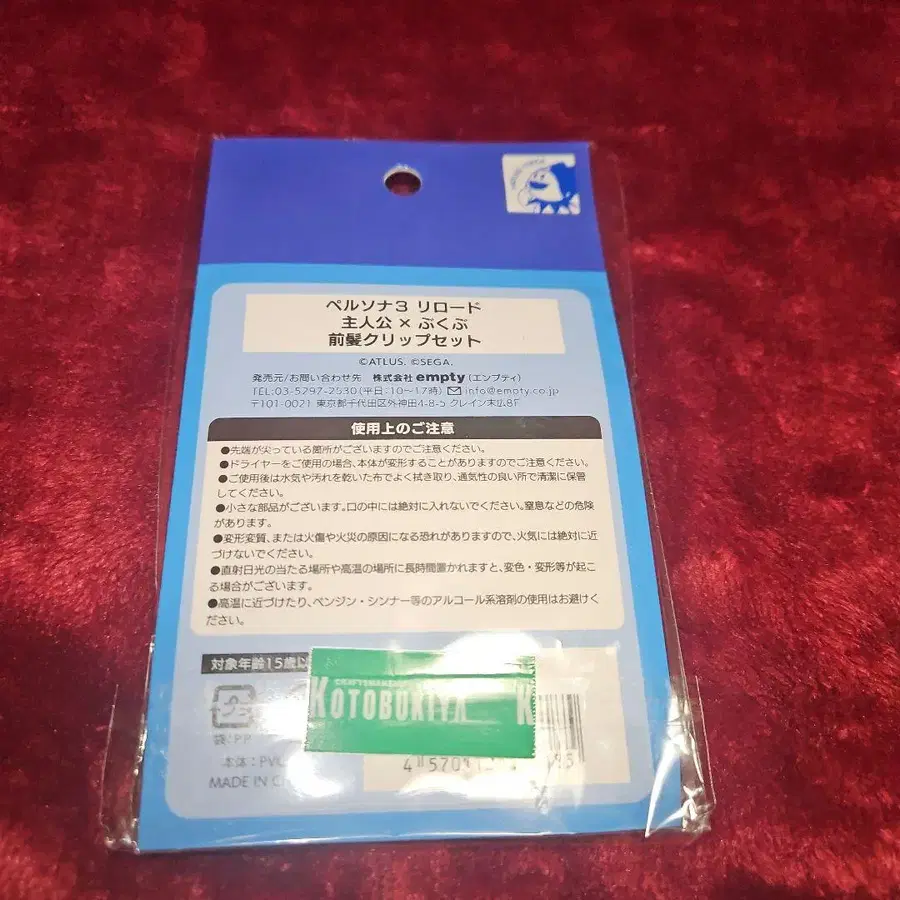 ペルソナ3 リロード
主人公 × ぷくぷ
前髪クリップセット
©ATLUS. ©SEGA.
発売元/お問い合わせ先 株式会社empty(エンプティ)
TEL:03-5297-2630(平日:10~17時) info@empty.co.jp
〒101-0021 東京都千代田区外神田4-8-5 クレイン末広8F
使用上のご注意
●先端が尖っている箇所がございますのでご注意ください。
●ドライヤーをご使用の場合、本体が変形することがありますのでご注意ください。
●ご使用後は水気や汚れを乾いた布でよく拭き取り、通気性の良い所で清潔に保管
してください。
●小さな部品がございます。口の中には絶対に入れないでください。窒息などの危険
があります。
●変形変質、または火傷や火災の原因になる恐れがありますので、火気には絶対に近
づけないでください。
●直射日光の当たる場所や高温の場所に長時間置かれますと、変色・変形等が起こ
る場合がございます。
●高温に近づけたり、ベンジン・シンナー等のアルコール系溶剤の使用はお避けく
ださい。
対象年齢15歳以
プラ
袋:PP
本体:PVC
MADE IN C
KOTOBUKIYA K
4 570